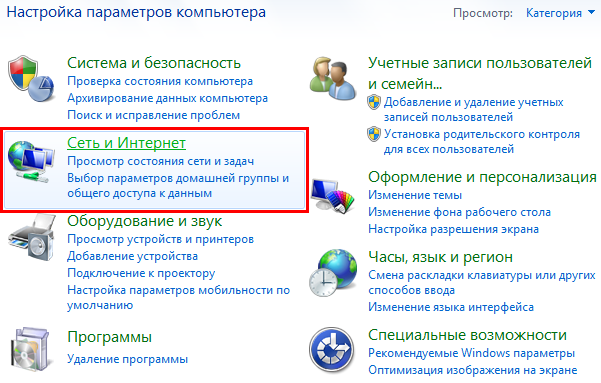 Настройка параметров компьютера
Просмотр: Категория
Система и безопасность
Проверка состояния компьютера
Архивирование данных компьютера
Поиск и исправление проблем
Сеть и Интернет
Просмотр состояния сети и задач
Выбор параметров домашней группы и
общего доступа к данным
Оборудование и звук
Просмотр устройств и принтеров
Добавление устройства
Подключение к проектору
Настройка параметров мобильности по
умолчанию
Программы
Удаление программы
Учетные записи пользователей
и семейн...
Добавление и удаление учетных
записей пользователей
Установка родительского контроля
для всех пользователей
Оформление и персонализация
Изменение темы
Изменение фона рабочего стола
Настройка разрешения экрана
Часы, язык и регион
Смена раскладки клавиатуры или других
способов ввода
Изменение языка интерфейса
Специальные возможности
Рекомендуемые Windows параметры
Оптимизация изображения на экране